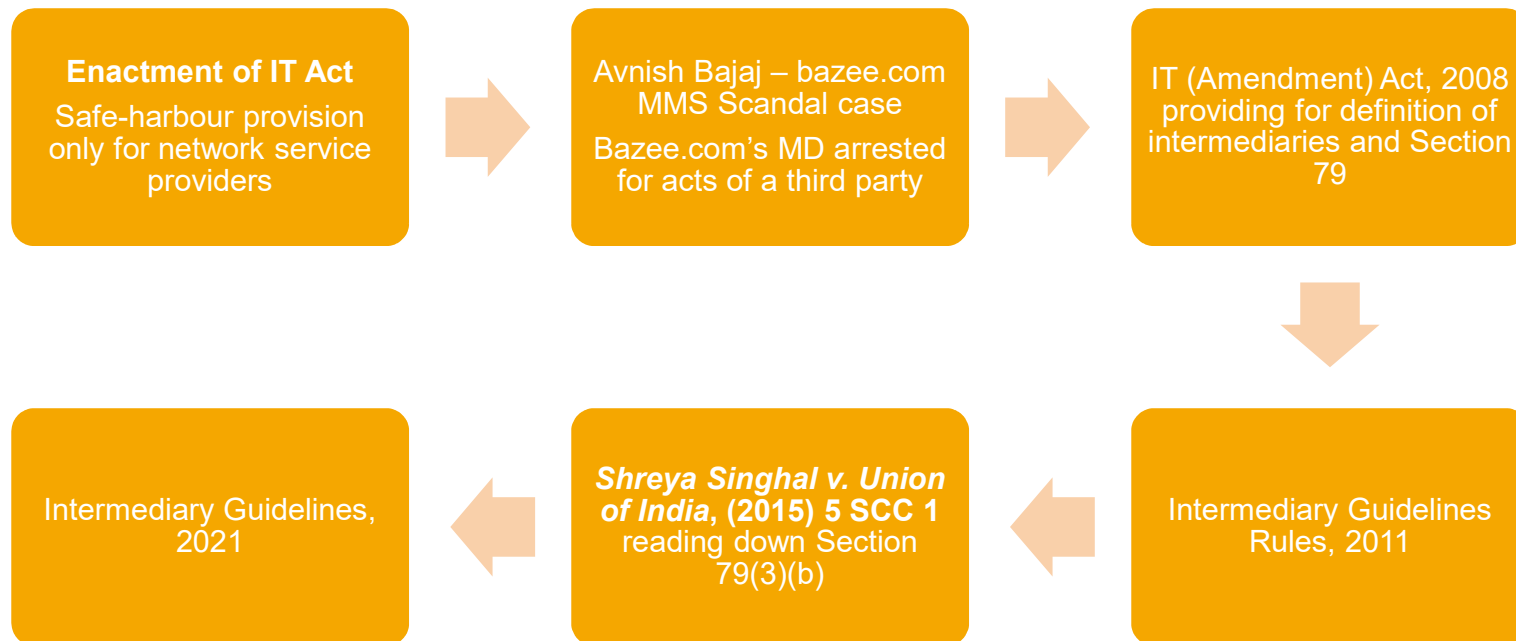 Enactment of IT Act
Safe-harbour provision
only for network service
providers
Avnish Bajaj – bazee.com
MMS Scandal case
Bazee.com’s MD arrested
for acts of a third party
IT (Amendment) Act, 2008
providing for definition of
intermediaries and Section
79
Intermediary Guidelines
Rules, 2011
Shreya Singhal v. Union
of India, (2015) 5 SCC 1
reading down Section
79(3)(b)
Intermediary Guidelines,
2021